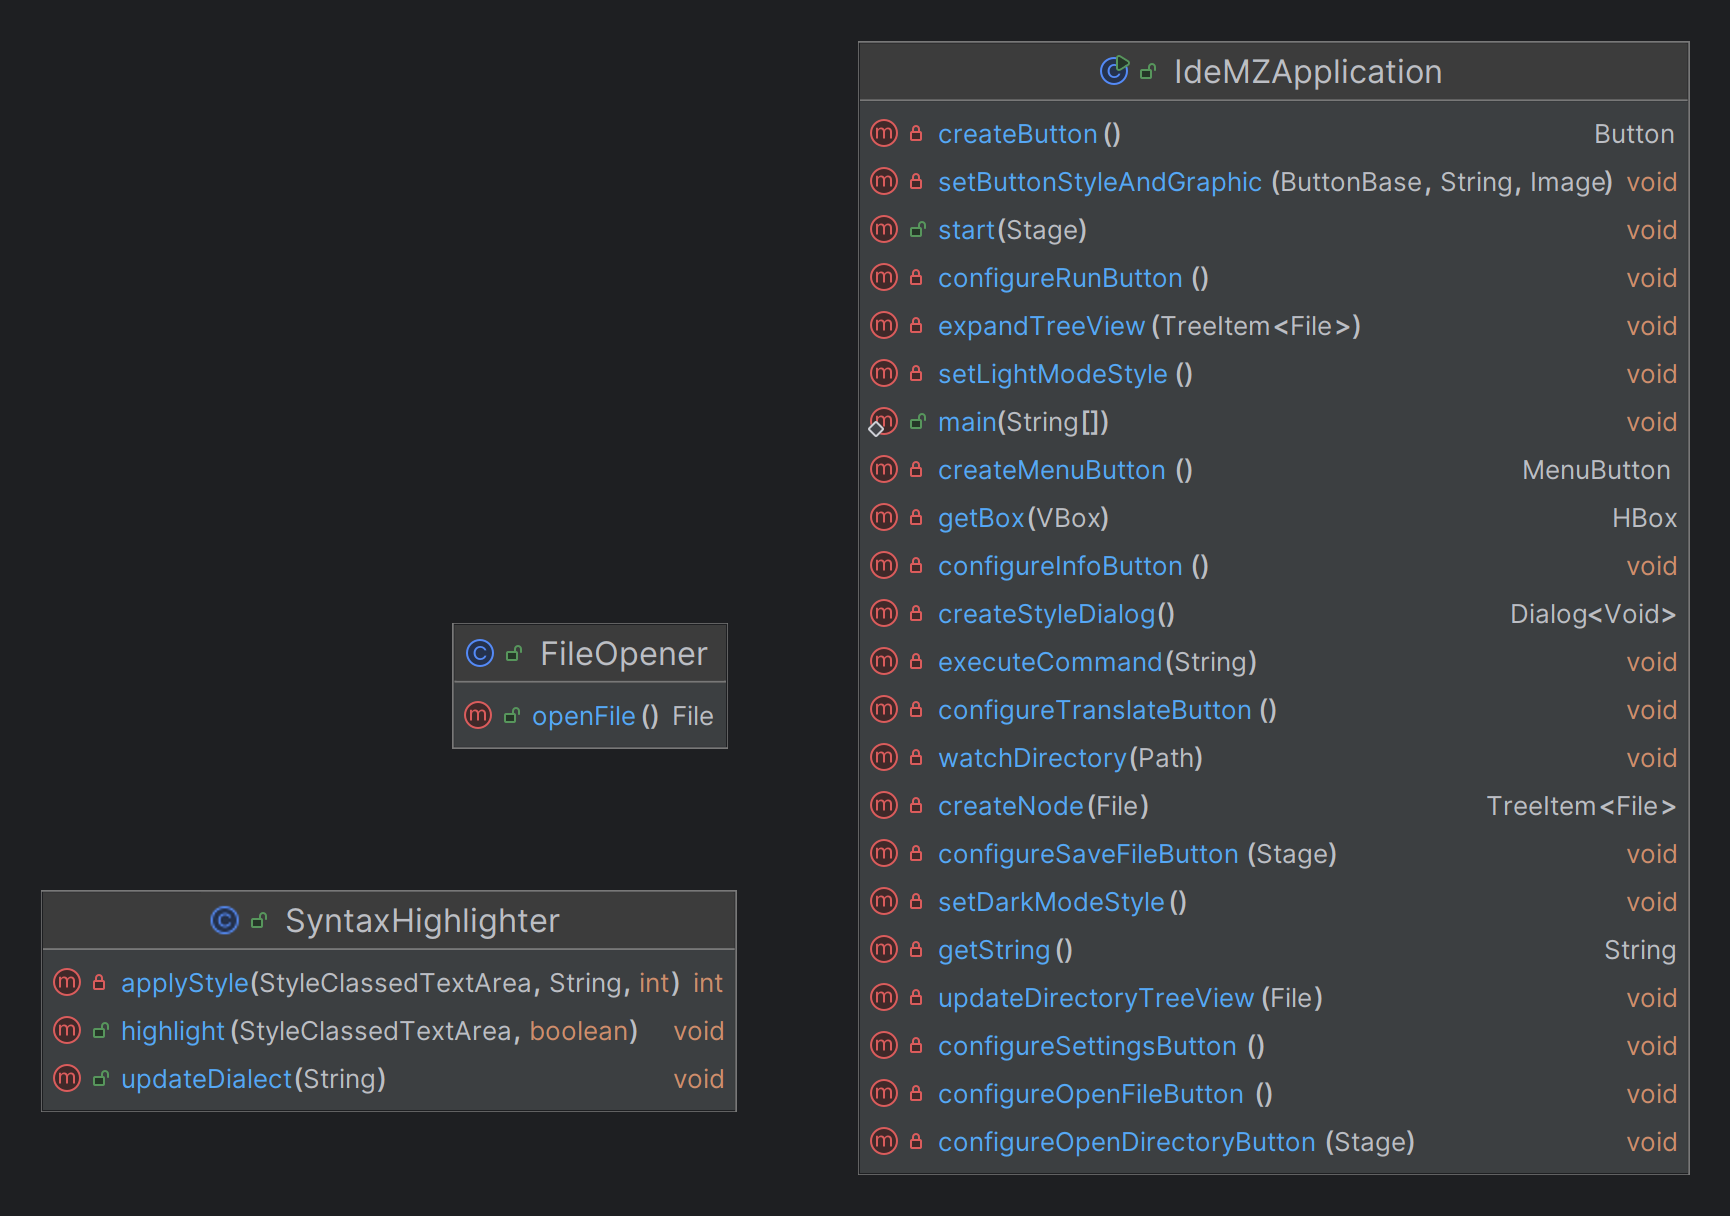 IdeMZApplication
createButton() Button
setButtonStyleAndGraphic(ButtonBase, String, Image) void
start(Stage) void
configureRunButton() void
expandTreeView(TreeItem<File>) void
setLightModeStyle() void
main(String[]) void
createMenuButton() MenuButton
getBox(VBox) HBox
configureInfoButton() void
createStyleDialog() Dialog<Void>
executeCommand(String) void
configureTranslateButton() void
watchDirectory(Path) void
createNode(File) TreeItem<File>
configureSaveFileButton(Stage) void
setDarkModeStyle() void
getString() String
updateDirectoryTreeView(File) void
configureSettingsButton() void
configureOpenFileButton() void
configureOpenDirectoryButton(Stage) void
FileOpener
openFile() File
SyntaxHighlighter
applyStyle(StyleClassedTextArea, String, int) int
highlight(StyleClassedTextArea, boolean) void
updateDialect(String) void